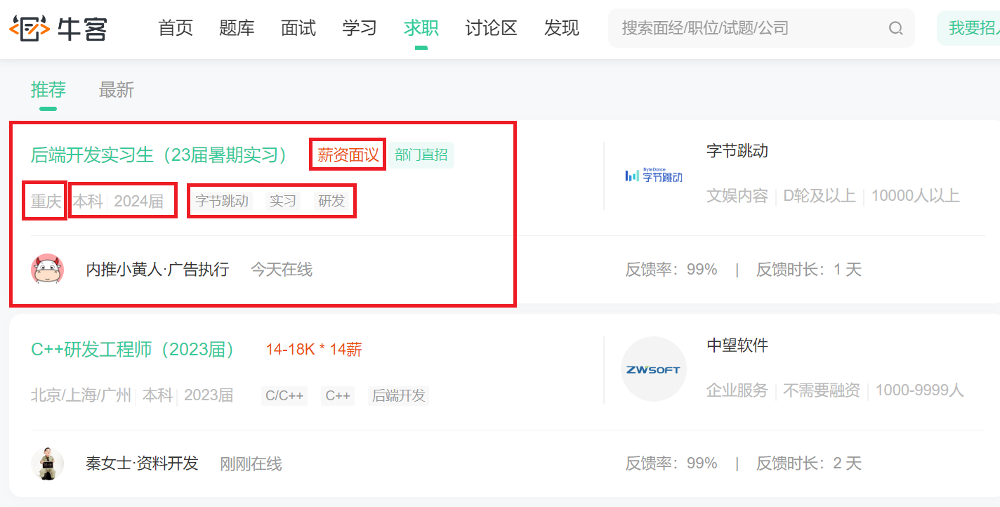 牛客 首页 题库 面试 学习 求职 讨论区 发现 搜索面经/职位/试题/公司 我要招
推荐 最新
后端开发实习生（23届暑期实习） 薪资面议 部门直招
重庆 本科 2024届 字节跳动 实习 研发
字节跳动
ByteDance
字节跳动
文娱内容 D轮及以上 10000人以上
内推小黄人·广告执行 今天在线 反馈率：99% | 反馈时长：1 天
C++研发工程师（2023届） 14-18K * 14薪
北京/上海/广州 本科 2023届 C/C++ C++ 后端开发
ZWSOFT
中望软件
企业服务 不需要融资 1000-9999人
秦女士·资料开发 刚刚在线 反馈率：99% | 反馈时长：2 天